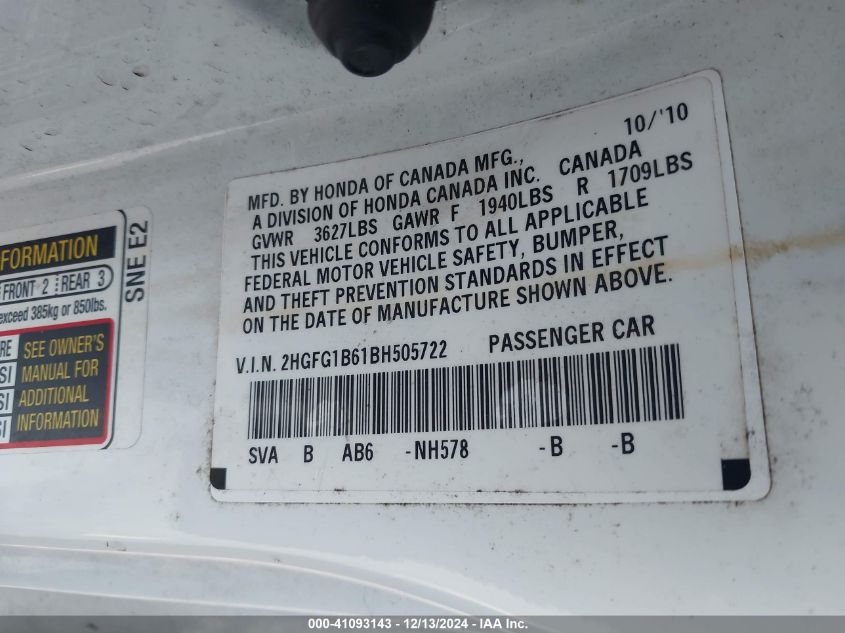 10/'10
MFD. BY HONDA OF CANADA MFG.,
A DIVISION OF HONDA CANADA INC. CANADA
GVWR 3627LBS GAWR F 1940LBS R 1709LBS
THIS VEHICLE CONFORMS TO ALL APPLICABLE
FEDERAL MOTOR VEHICLE SAFETY, BUMPER,
AND THEFT PREVENTION STANDARDS IN EFFECT
ON THE DATE OF MANUFACTURE SHOWN ABOVE.
V.I.N. 2HGFG1B61BH505722 PASSENGER CAR
SVA B AB6 -NH578 -B -B
SNE E2
FRONT 2 REAR 3
exceed 385kg or 850lbs.
SEE OWNER'S
MANUAL FOR
ADDITIONAL
INFORMATION
000-41093143 - 12/13/2024 - IAA Inc.